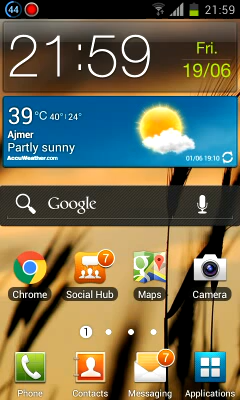 44 21:59
21:59
Fri.
19/06
39°C 40°↑24°
Ajmer
Partly sunny
AccuWeather.com 01/06 19:10
Google
7
Chrome Social Hub Maps Camera
1
7
Phone Contacts Messaging Applications